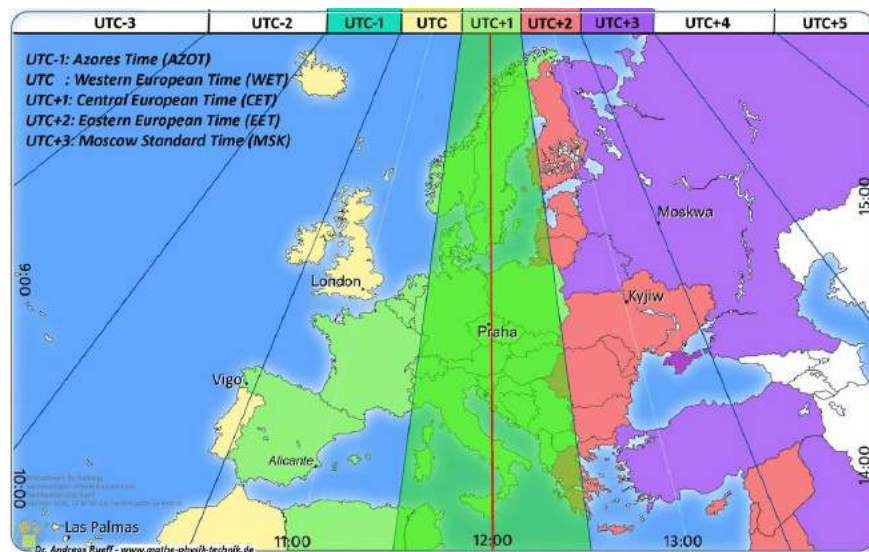 UTC-3 UTC-2 UTC-1 UTC UTC+1 UTC+2 UTC+3 UTC+4 UTC+5
UTC-1: Azores Time (AZOT)
UTC : Western European Time (WET)
UTC+1: Central European Time (CET)
UTC+2: Eastern European Time (EET)
UTC+3: Moscow Standard Time (MSK)
15:00
Moskwa
9:00
London
Kyjiw
Praha
Vigo
Alicante
14:00
10:00
Las Palmas
11:00
12:00
13:00
Dr. Andreas Rueff - www.mathe-physik-technik.de